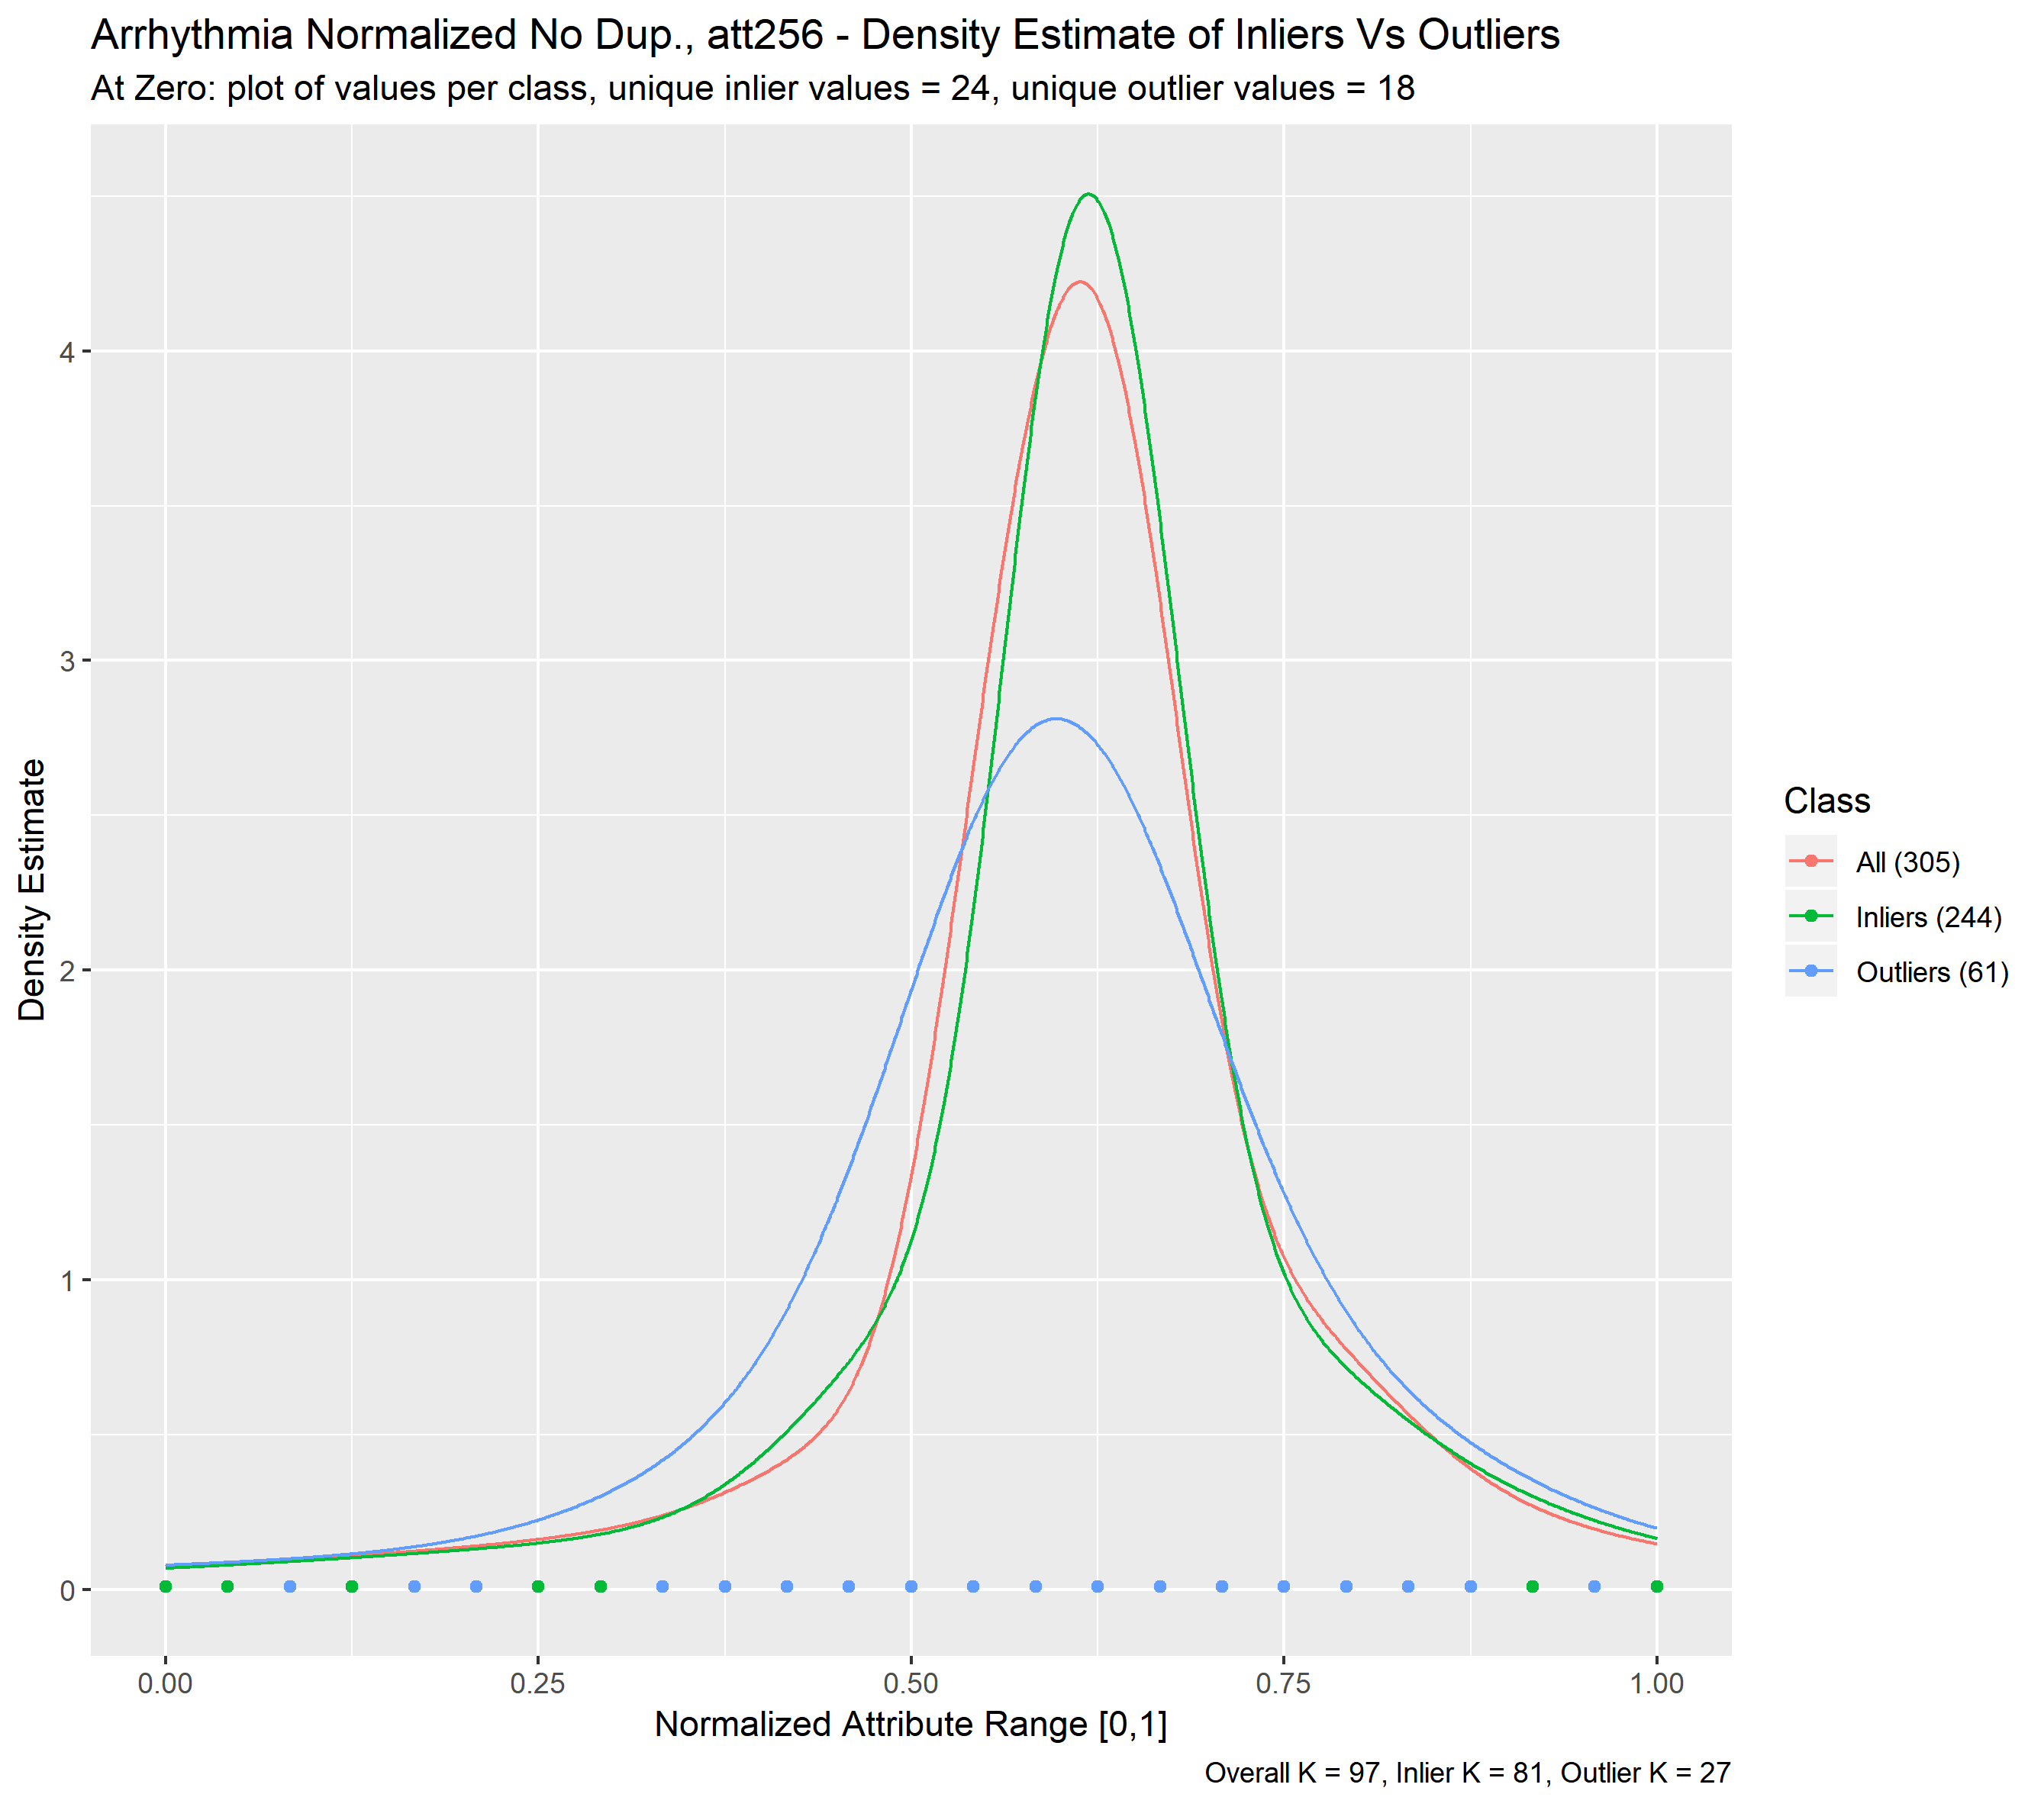 Arrhythmia Normalized No Dup., att256 - Density Estimate of Inliers Vs Outliers
At Zero: plot of values per class, unique inlier values = 24, unique outlier values = 18
Density Estimate
4
3
2
1
0
0.00 0.25 0.50 0.75 1.00
Normalized Attribute Range [0,1]
Class
All (305)
Inliers (244)
Outliers (61)
Overall K = 97, Inlier K = 81, Outlier K = 27